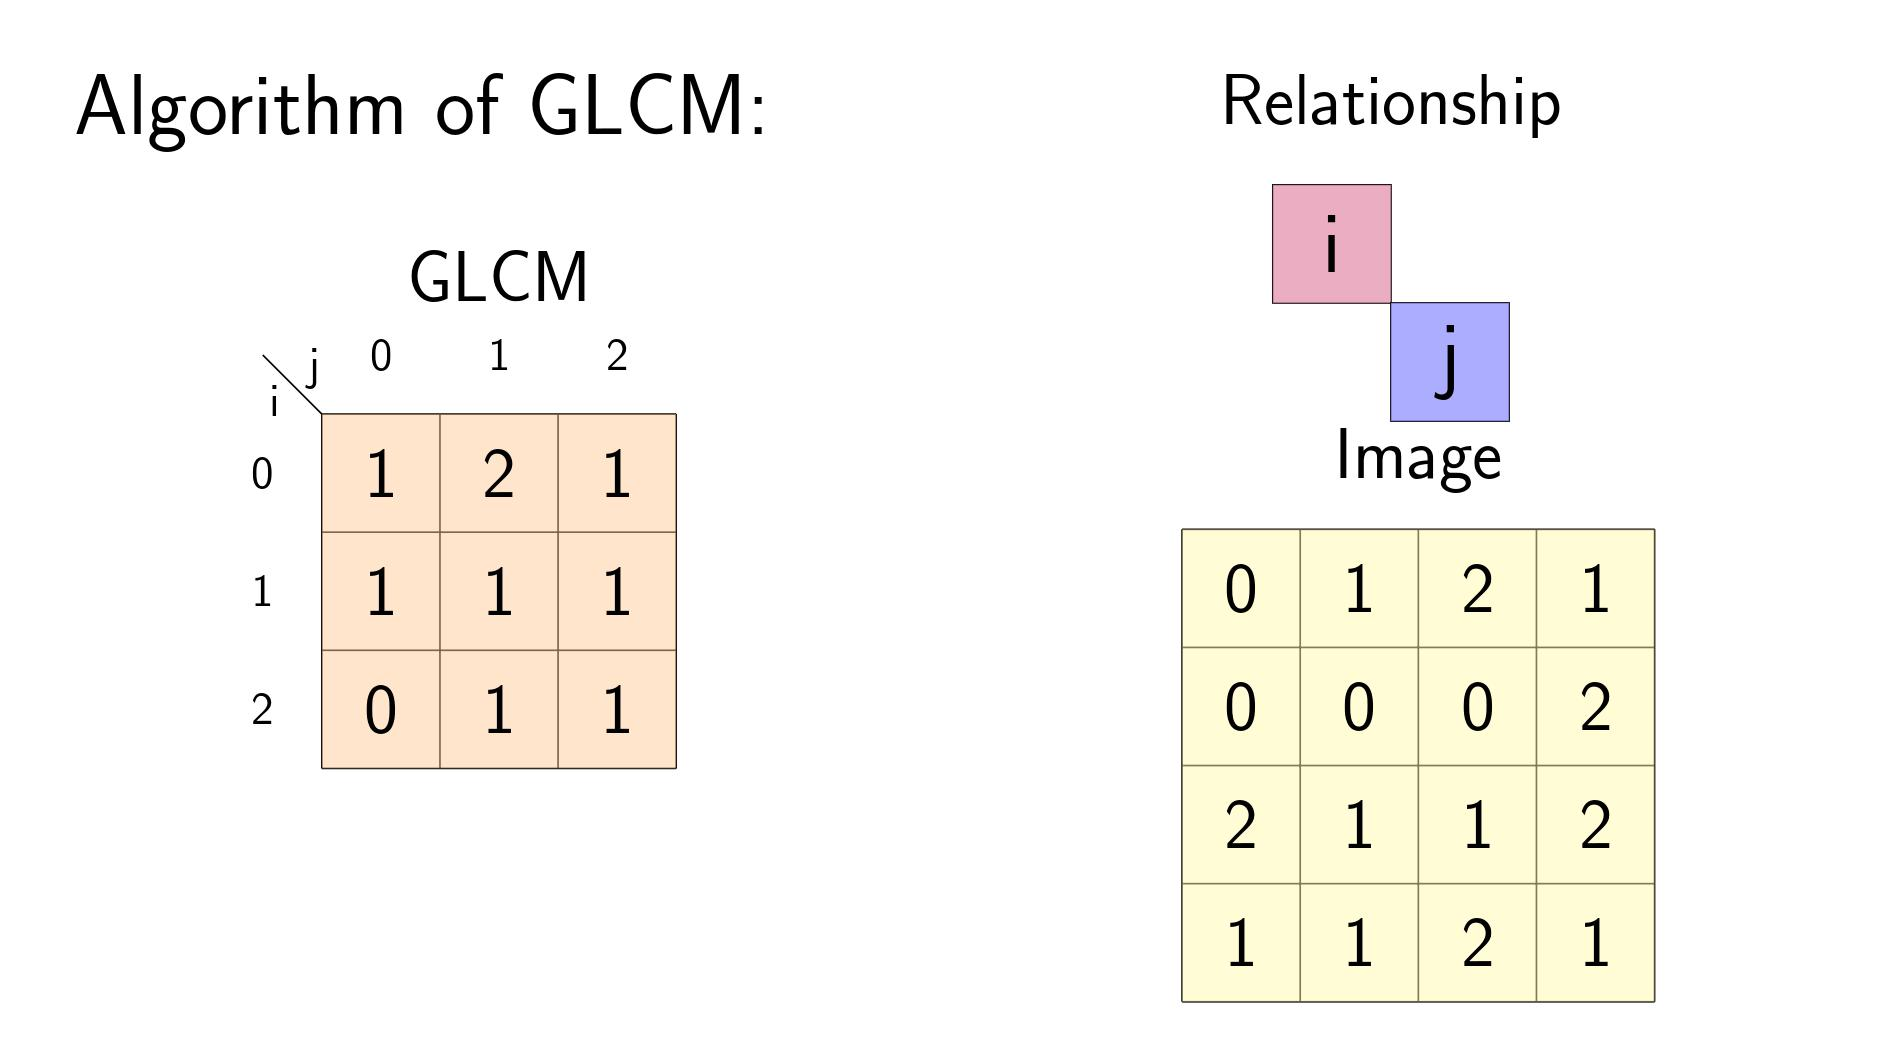 Algorithm of GLCM:
GLCM
j 0 1 2
i
0 1 2 1
1 1 1 1
2 0 1 1
Relationship
i
j
Image
0 1 2 1
0 0 0 2
2 1 1 2
1 1 2 1